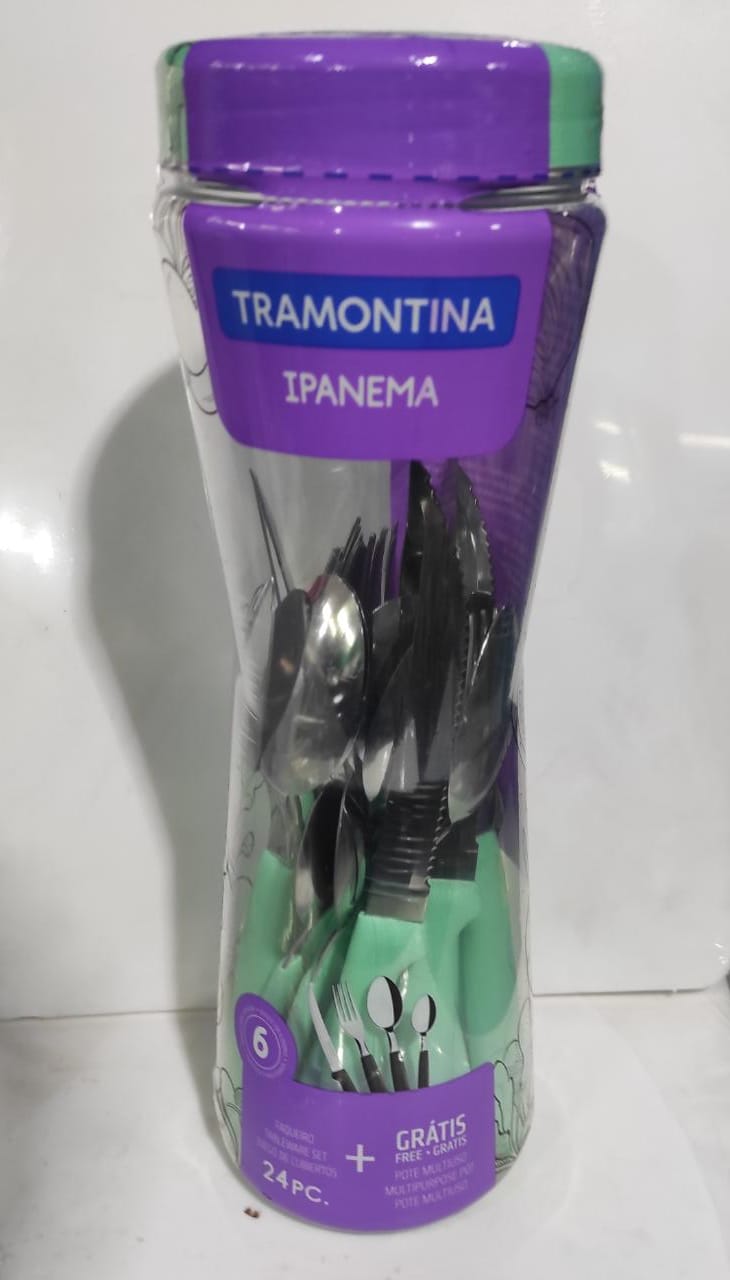 TRAMONTINA
IPANEMA
6
FAQUEIRO
TABLEWARE SET
JUEGO DE CUBIERTOS
24 PC.
+
GRÁTIS
FREE • GRATIS
POTE MULTIUSO
MULTIPURPOSE POT
POTE MULTIUSO